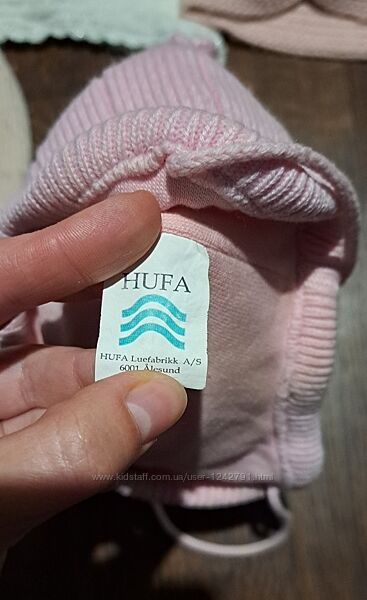 HUFA
HUFA Luefabrikk A/S
6001 Ålesund
www.kidstaff.com.ua/user-1242791.html